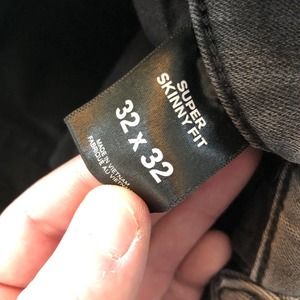 SUPER
SKINNY FIT
32 x 32
MADE IN VIETNAM
FABRIQUÉ AU VIETNAM